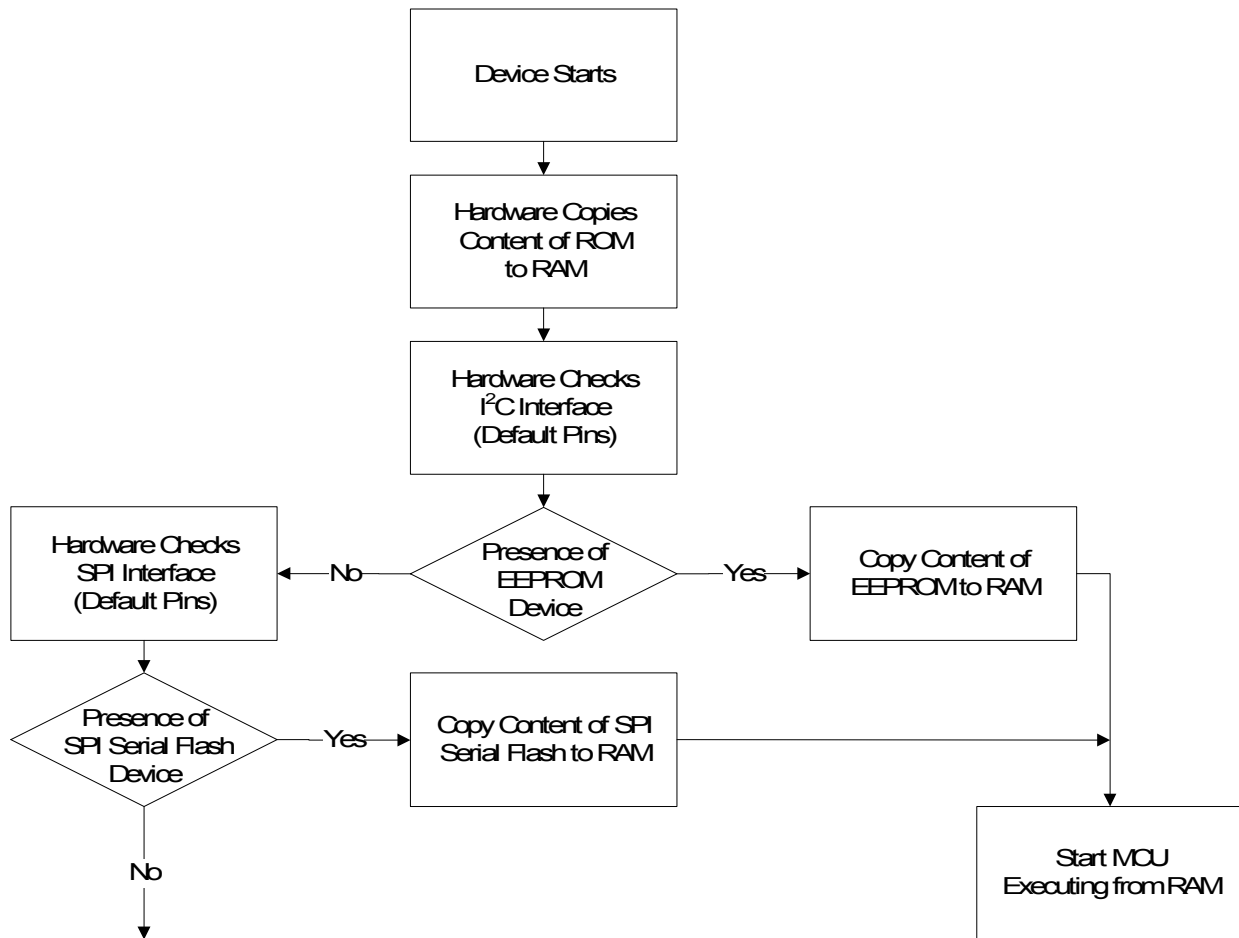 Device Starts
Hardware Copies
Content of ROM
to RAM
Hardware Checks
I²C Interface
(Default Pins)
Hardware Checks
SPI Interface
(Default Pins)
No
Presence of
EEPROM
Device
Yes
Copy Content of
EEPROM to RAM
Presence of
SPI Serial Flash
Device
Yes
Copy Content of SPI
Serial Flash to RAM
No
Start MCU
Executing from RAM